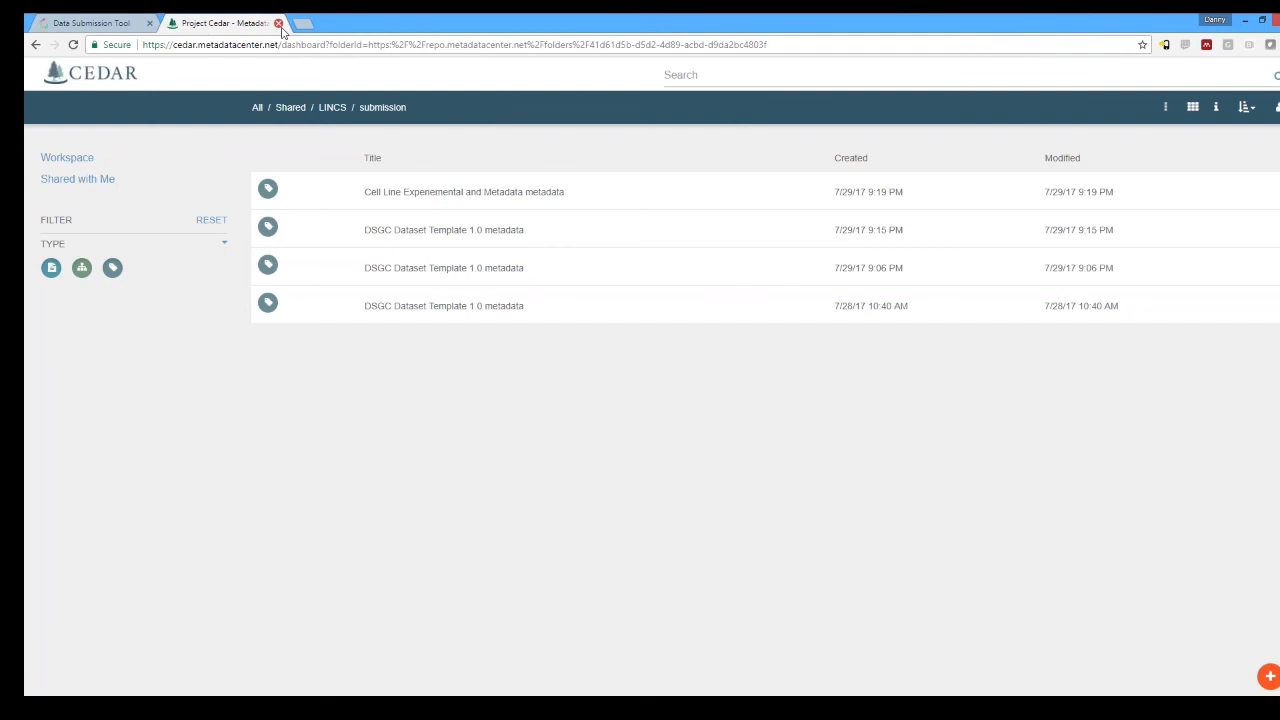 Data Submission Tool
Project Cedar - Metadata
Danny
Secure https://cedar.metadatacenter.net/dashboard?folderId=https:%2F%2Frepo.metadatacenter.net%2Ffolders%2F41d61d5b-d5d2-4d89-acbd-d9da2bc4803f
CEDAR
Search
All / Shared / LINCS / submission
Workspace
Shared with Me
FILTER RESET
TYPE
Title Created Modified
Cell Line Expenemental and Metadata metadata 7/29/17 9:19 PM 7/29/17 9:19 PM
DSGC Dataset Template 1.0 metadata 7/29/17 9:15 PM 7/29/17 9:15 PM
DSGC Dataset Template 1.0 metadata 7/29/17 9:06 PM 7/29/17 9:06 PM
DSGC Dataset Template 1.0 metadata 7/28/17 10:40 AM 7/28/17 10:40 AM